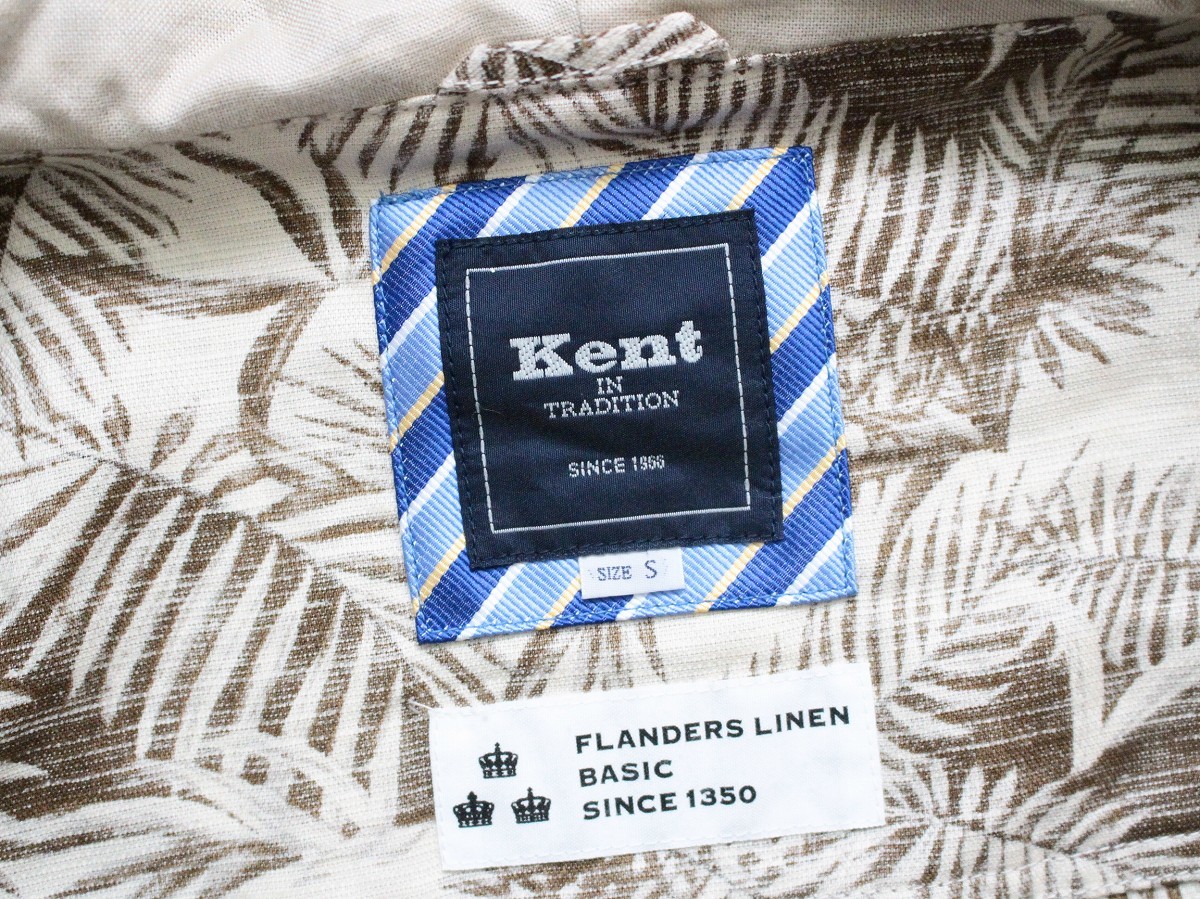 Kent
IN
TRADITION
SINCE 1966
SIZE S
FLANDERS LINEN
BASIC
SINCE 1350